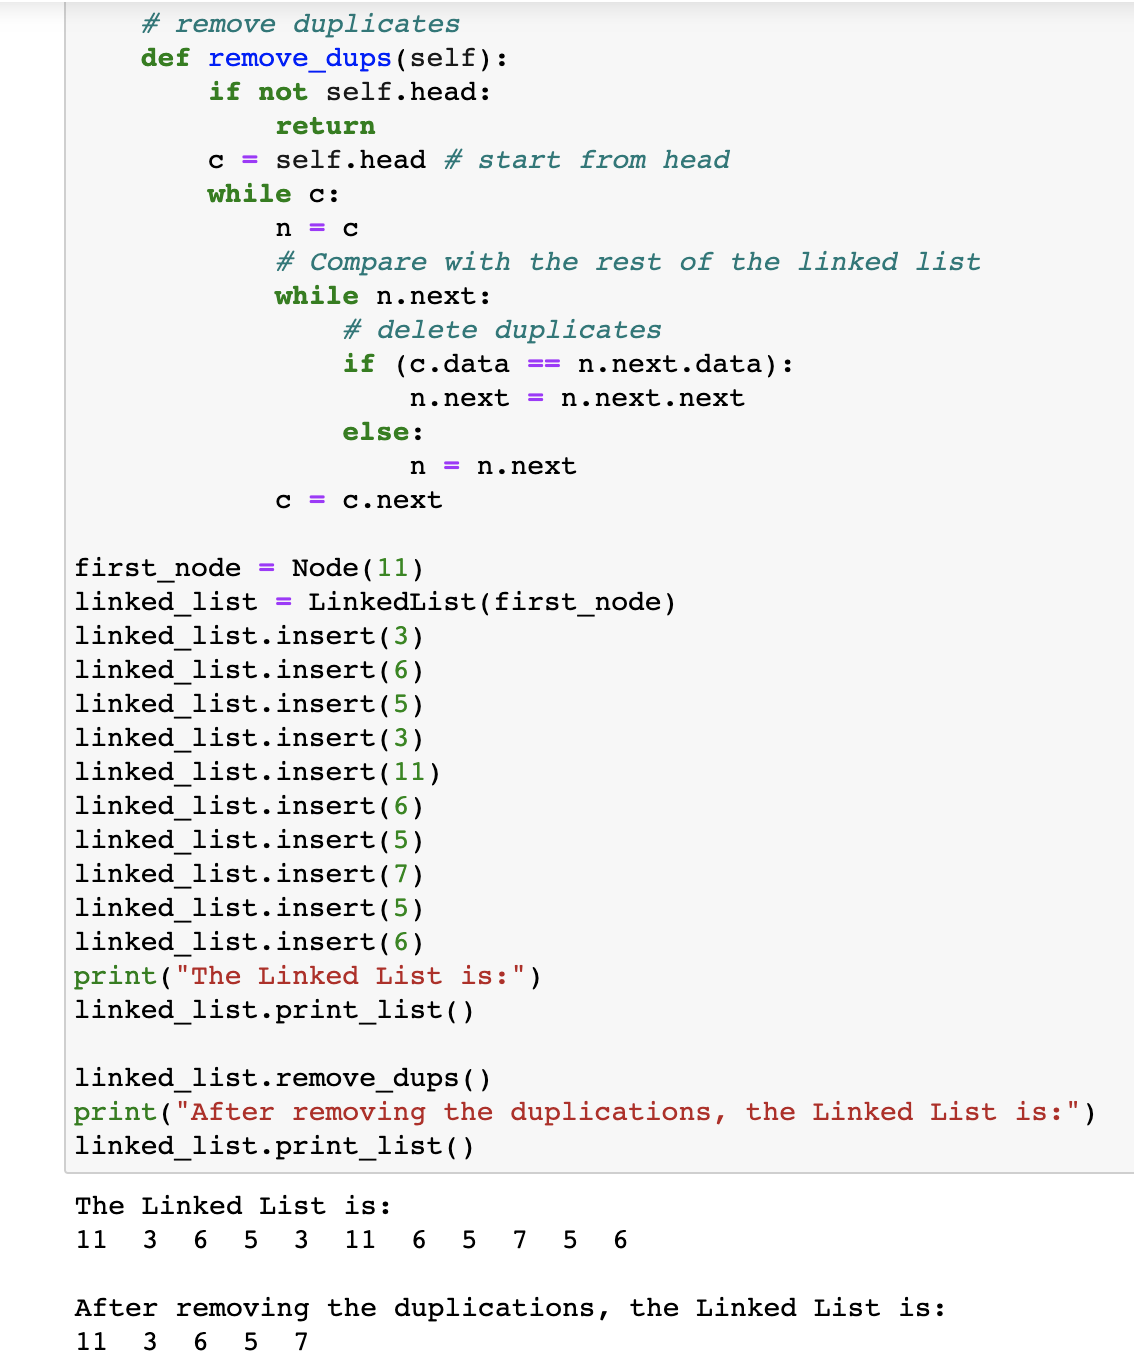 # remove duplicates
    def remove_dups(self):
        if not self.head:
            return
        c = self.head # start from head
        while c:
            n = c
            # Compare with the rest of the linked list
            while n.next:
                # delete duplicates
                if (c.data == n.next.data):
                    n.next = n.next.next
                else:
                    n = n.next
            c = c.next

first_node = Node(11)
linked_list = LinkedList(first_node)
linked_list.insert(3)
linked_list.insert(6)
linked_list.insert(5)
linked_list.insert(3)
linked_list.insert(11)
linked_list.insert(6)
linked_list.insert(5)
linked_list.insert(7)
linked_list.insert(5)
linked_list.insert(6)
print("The Linked List is:")
linked_list.print_list()

linked_list.remove_dups()
print("After removing the duplications, the Linked List is:")
linked_list.print_list()

The Linked List is:
11  3  6  5  3  11  6  5  7  5  6

After removing the duplications, the Linked List is:
11  3  6  5  7